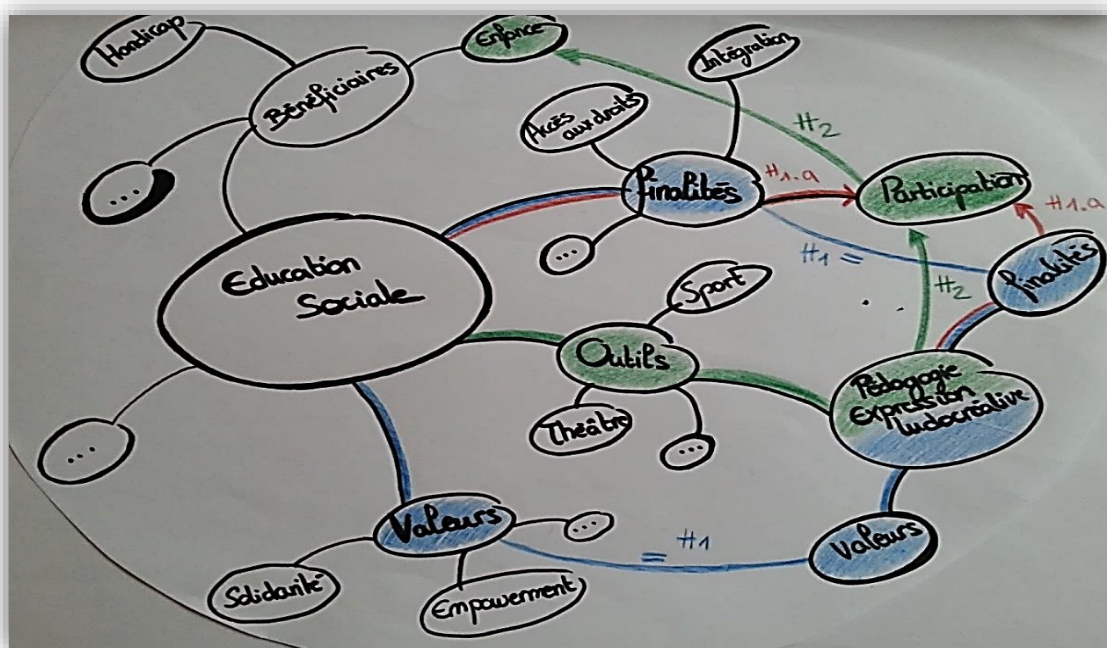 Handicap
Bénéficiaires
Enfance
Intégration
Accès
aux droits
...
H2
finalités
H1.a
Participation
H1.a
...
H1 =
finalités
Education
Sociale
Sport
H2
Outils
Pédagogie
Expression
ludocréative
Théâtre
...
...
Valeurs
...
= H1
Valeurs
Solidarité
Empowerment